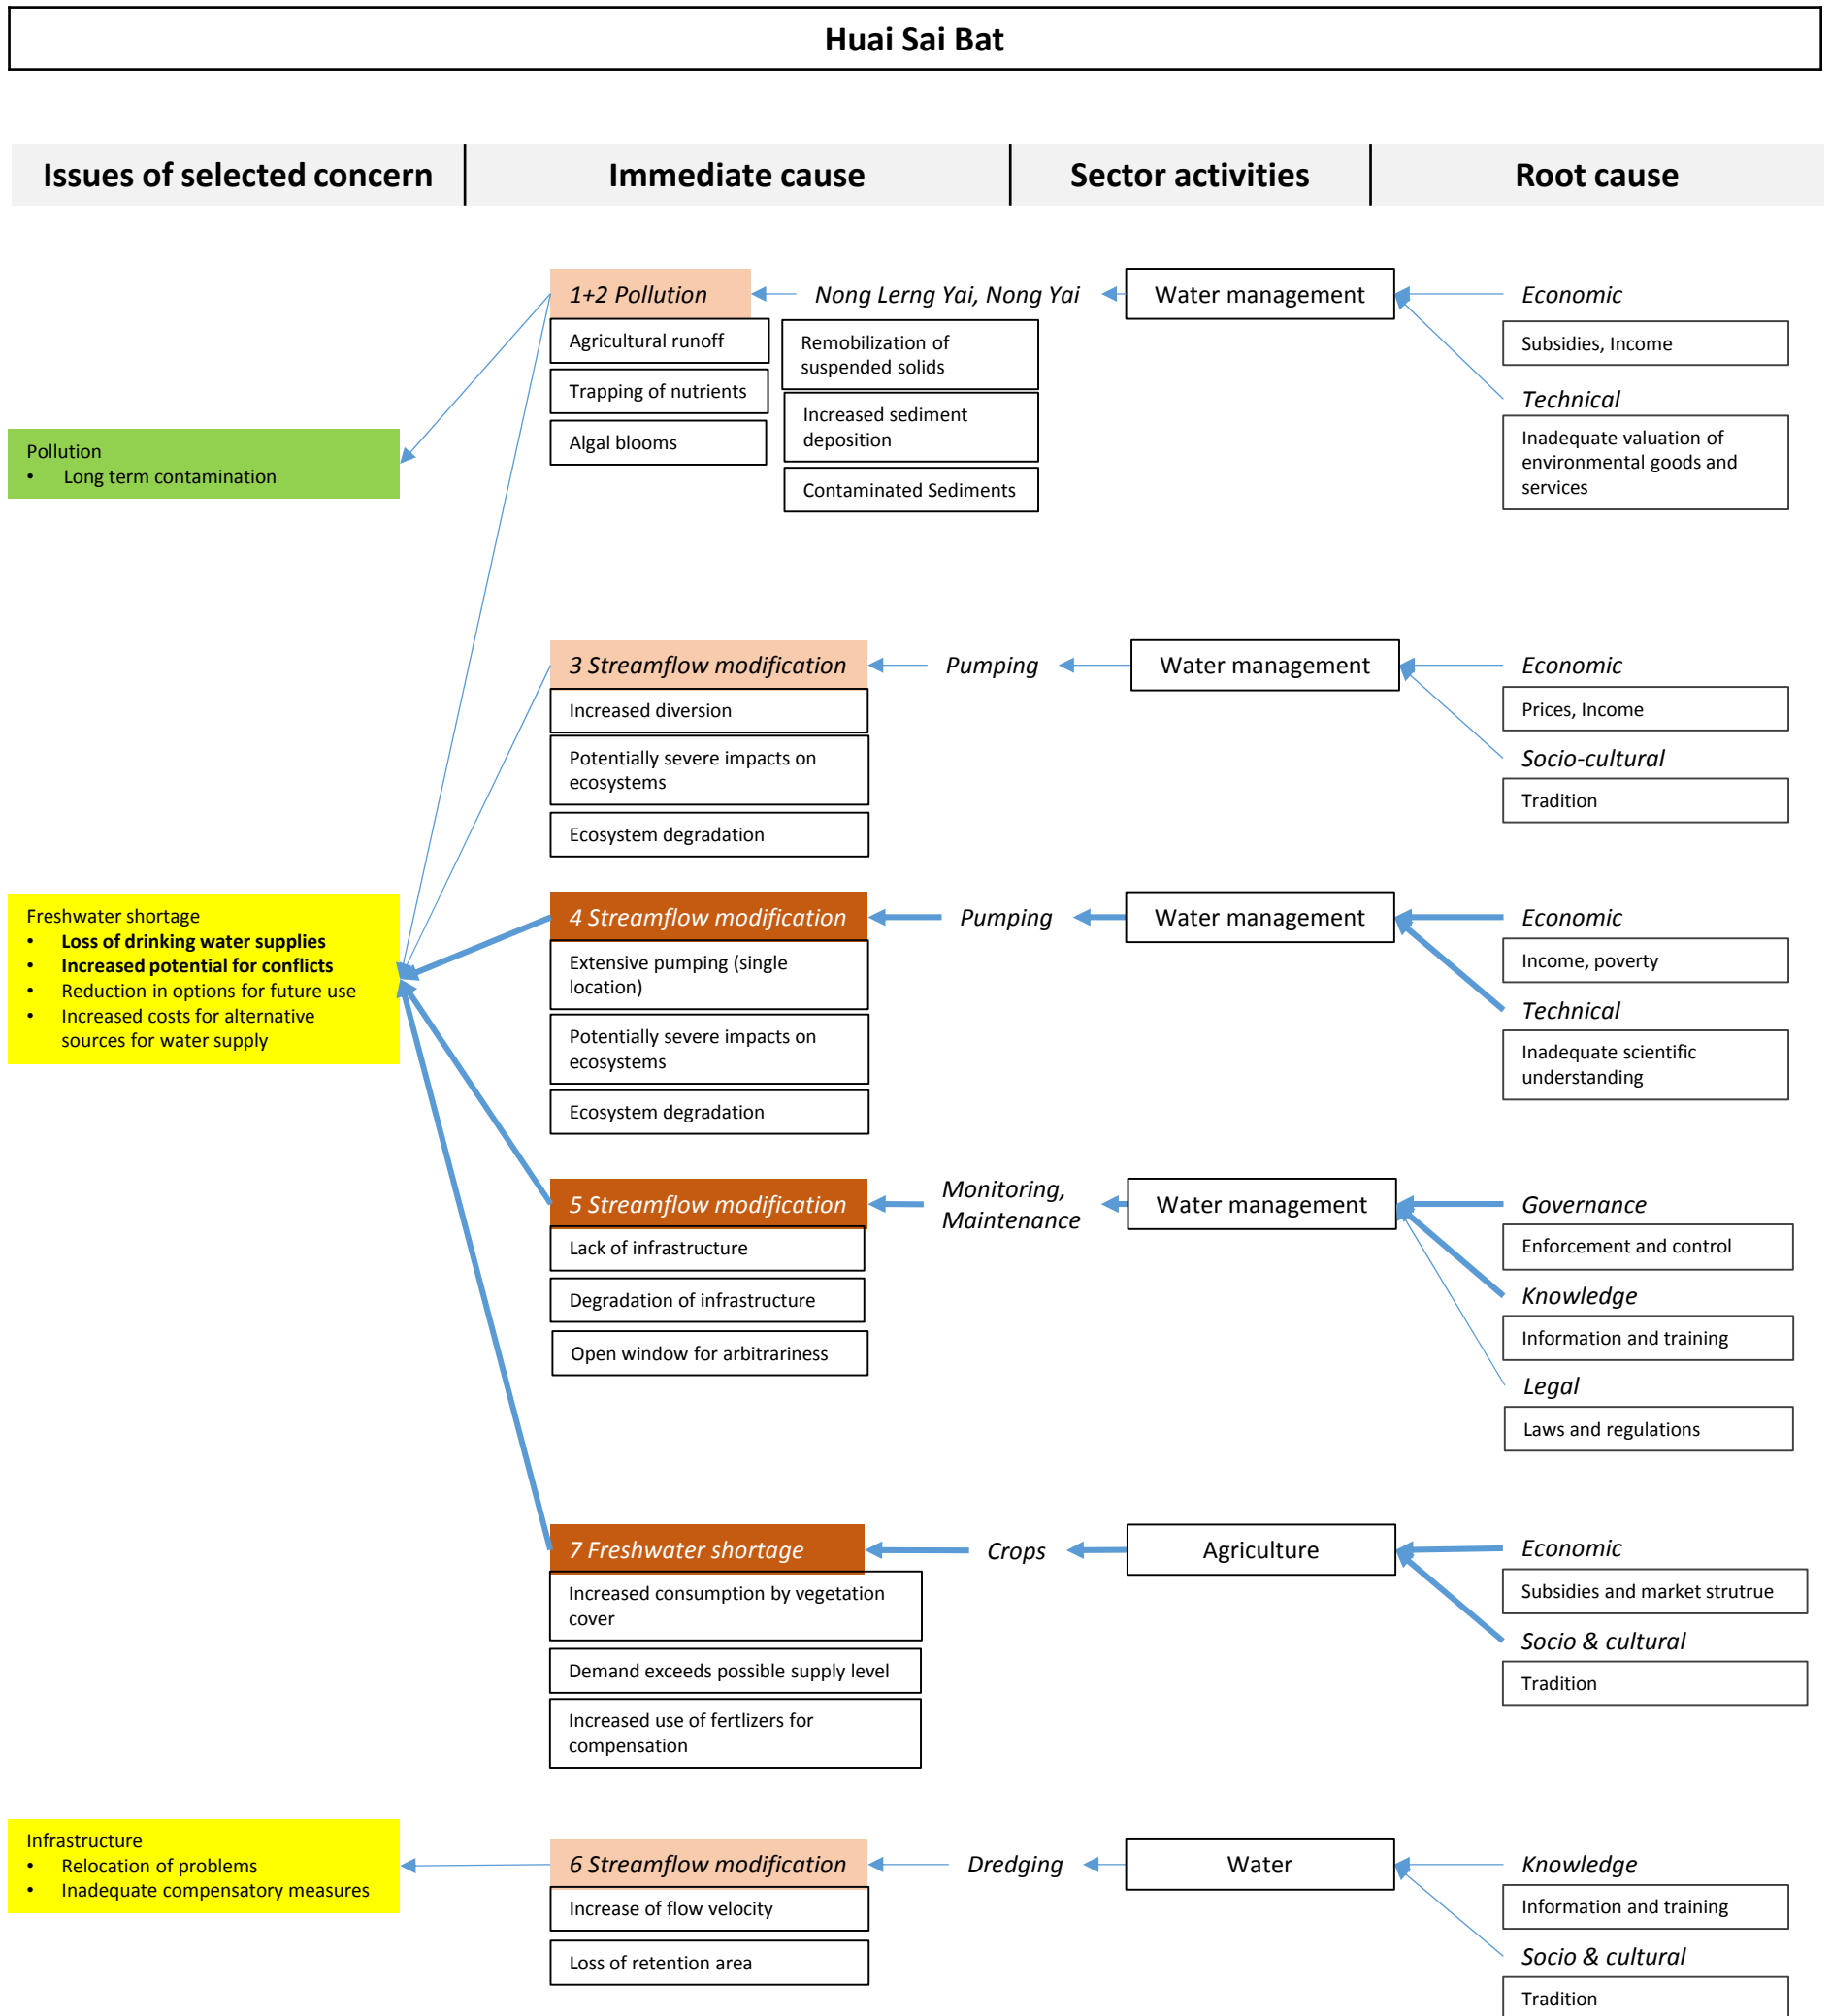 Huai Sai Bat
Issues of selected concern
Immediate cause
Sector activities
Root cause
1+2 Pollution
Nong Lerng Yai, Nong Yai
Water management
Economic
Agricultural runoff
Trapping of nutrients
Algal blooms
Remobilization of
suspended solids
Increased sediment
deposition
Contaminated Sediments
Subsidies, Income
Technical
Inadequate valuation of
environmental goods and
services
Pollution
• Long term contamination
3 Streamflow modification
Pumping
Water management
Economic
Increased diversion
Potentially severe impacts on
ecosystems
Ecosystem degradation
Prices, Income
Socio-cultural
Tradition
Freshwater shortage
• Loss of drinking water supplies
• Increased potential for conflicts
• Reduction in options for future use
• Increased costs for alternative
sources for water supply
4 Streamflow modification
Pumping
Water management
Economic
Extensive pumping (single
location)
Potentially severe impacts on
ecosystems
Ecosystem degradation
Income, poverty
Technical
Inadequate scientific
understanding
5 Streamflow modification
Monitoring,
Maintenance
Water management
Governance
Lack of infrastructure
Degradation of infrastructure
Open window for arbitrariness
Enforcement and control
Knowledge
Information and training
Legal
Laws and regulations
7 Freshwater shortage
Crops
Agriculture
Economic
Increased consumption by vegetation
cover
Demand exceeds possible supply level
Increased use of fertlizers for
compensation
Subsidies and market strutrue
Socio & cultural
Tradition
Infrastructure
• Relocation of problems
• Inadequate compensatory measures
6 Streamflow modification
Dredging
Water
Knowledge
Increase of flow velocity
Loss of retention area
Information and training
Socio & cultural
Tradition